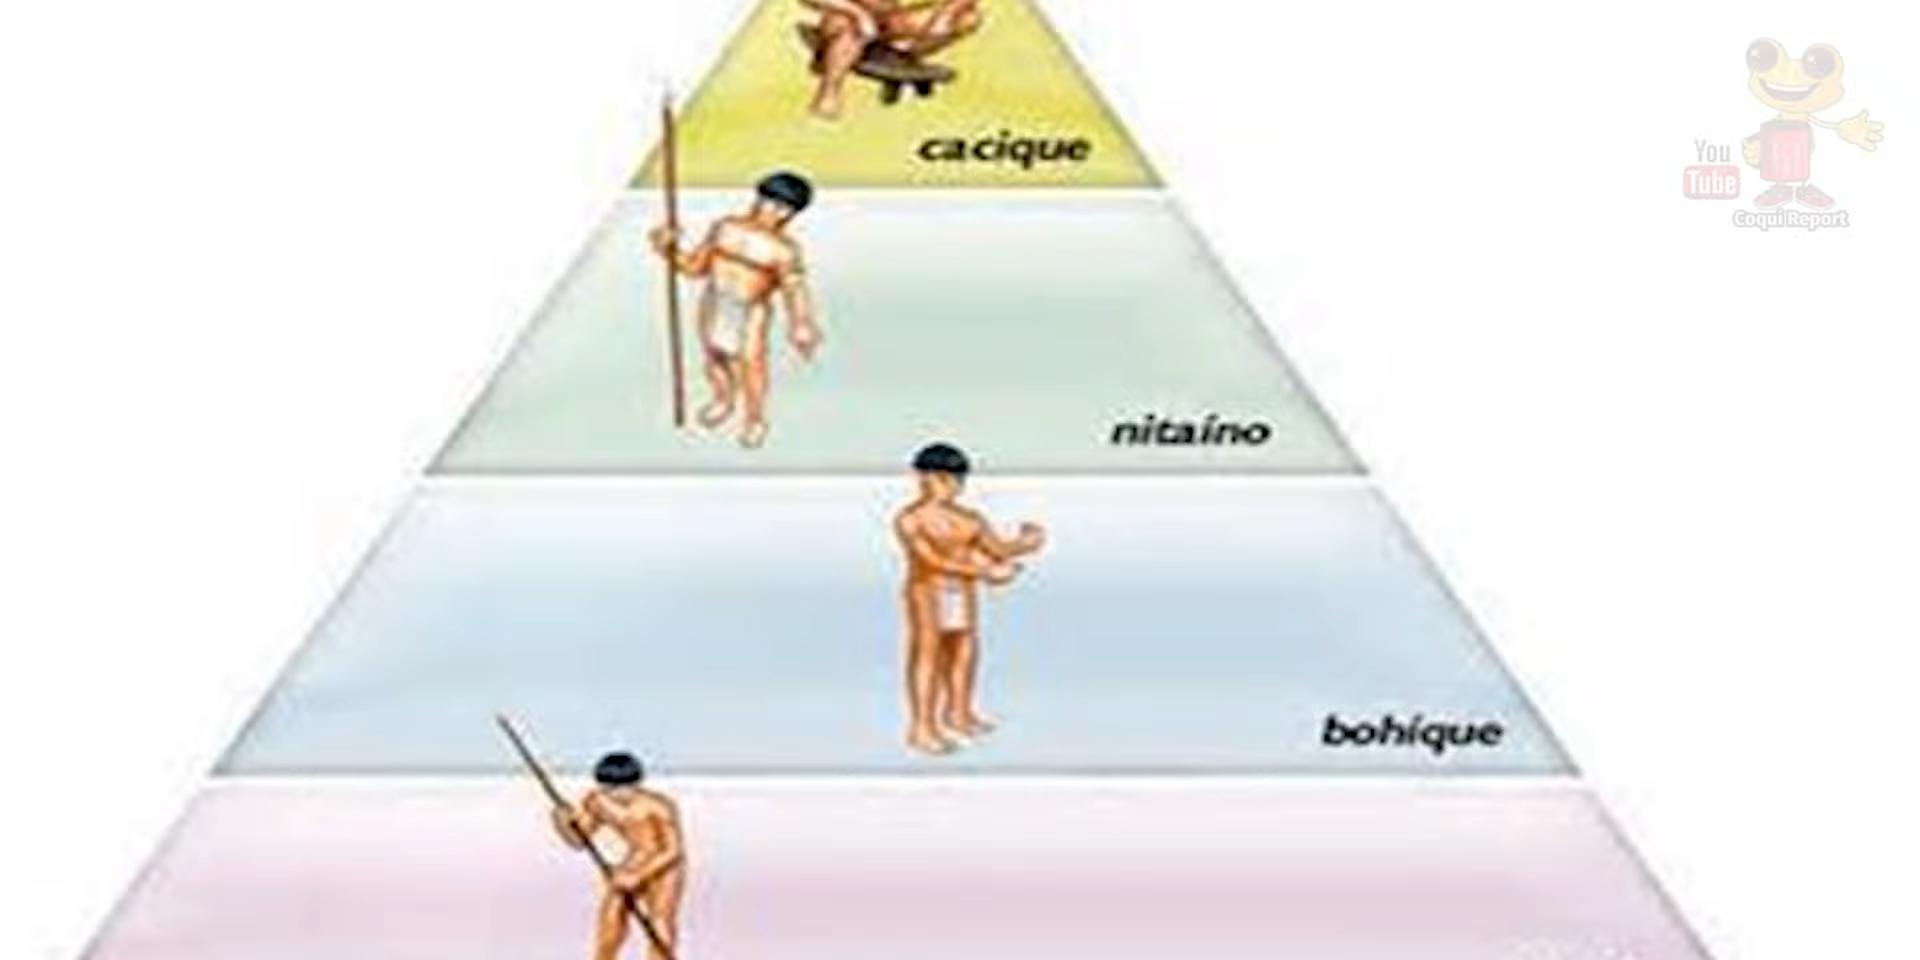 cacique
You
Tube
Coqui Report
nitaíno
bohíque